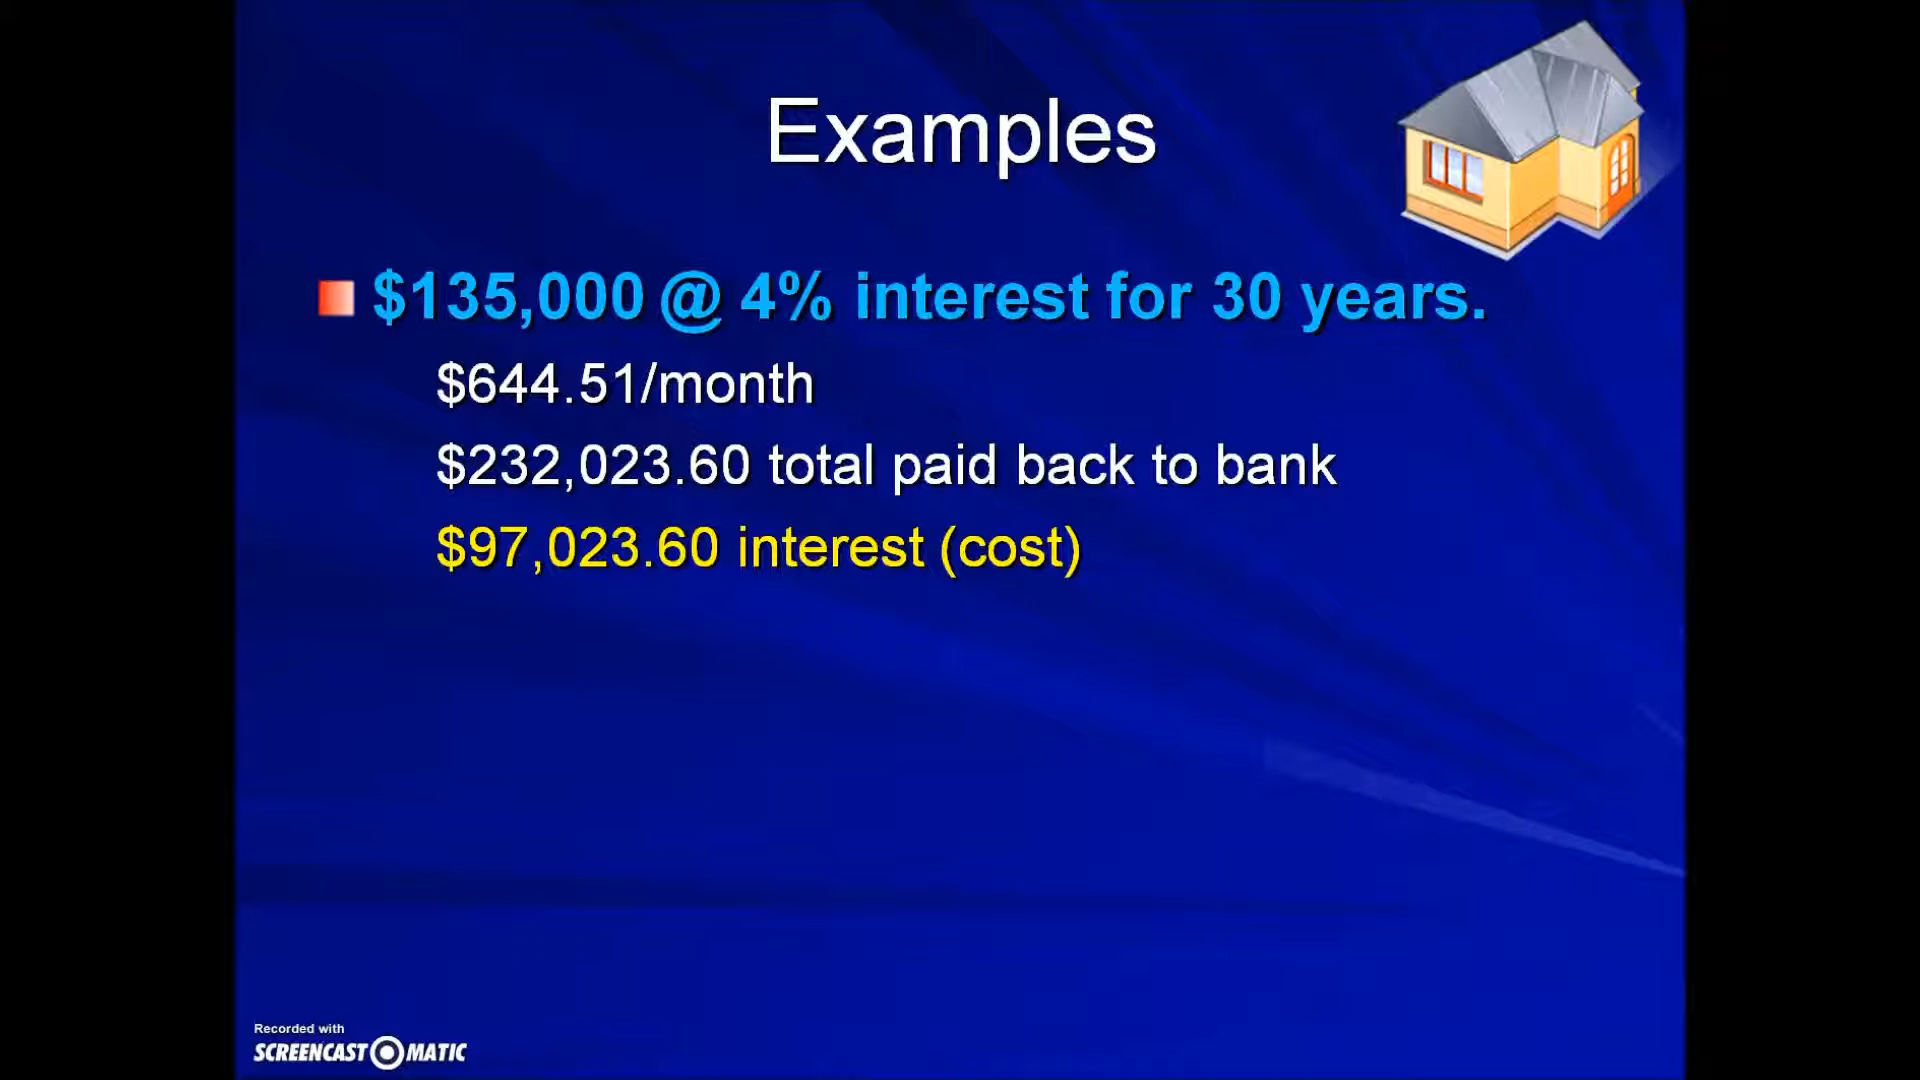 Examples
$135,000 @ 4% interest for 30 years.
$644.51/month
$232,023.60 total paid back to bank
$97,023.60 interest (cost)
Recorded with
SCREENCAST MATIC